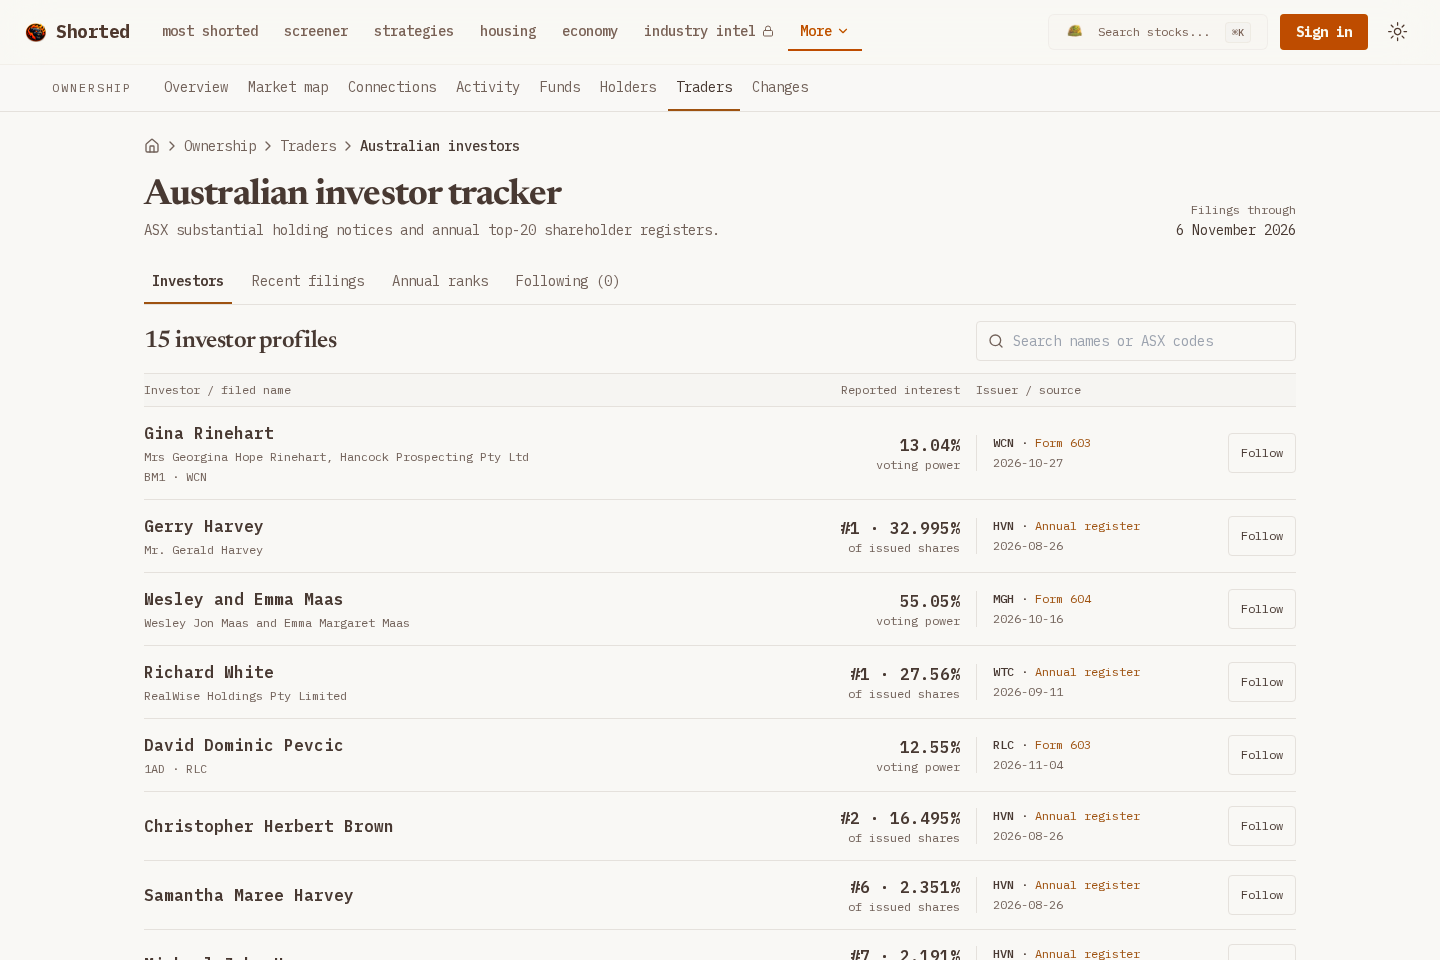 Shorted most shorted screener strategies housing economy industry intel More Search stocks... ⌘K Sign in
OWNERSHIP Overview Market map Connections Activity Funds Holders Traders Changes
Ownership Traders Australian investors
Australian investor tracker
ASX substantial holding notices and annual top-20 shareholder registers.
Filings through
6 November 2026
Investors Recent filings Annual ranks Following (0)
15 investor profiles
Search names or ASX codes
Investor / filed name Reported interest Issuer / source
Gina Rinehart
Mrs Georgina Hope Rinehart, Hancock Prospecting Pty Ltd
BM1 · WCN
13.04%
voting power
WCN · Form 603
2026-10-27
Follow
Gerry Harvey
Mr. Gerald Harvey
#1 · 32.995%
of issued shares
HVN · Annual register
2026-08-26
Follow
Wesley and Emma Maas
Wesley Jon Maas and Emma Margaret Maas
55.05%
voting power
MGH · Form 604
2026-10-16
Follow
Richard White
RealWise Holdings Pty Limited
#1 · 27.56%
of issued shares
WTC · Annual register
2026-09-11
Follow
David Dominic Pevcic
1AD · RLC
12.55%
voting power
RLC · Form 603
2026-11-04
Follow
Christopher Herbert Brown
#2 · 16.495%
of issued shares
HVN · Annual register
2026-08-26
Follow
Samantha Maree Harvey
#6 · 2.351%
of issued shares
HVN · Annual register
2026-08-26
Follow
#7 · 2.191%
HVN · Annual register